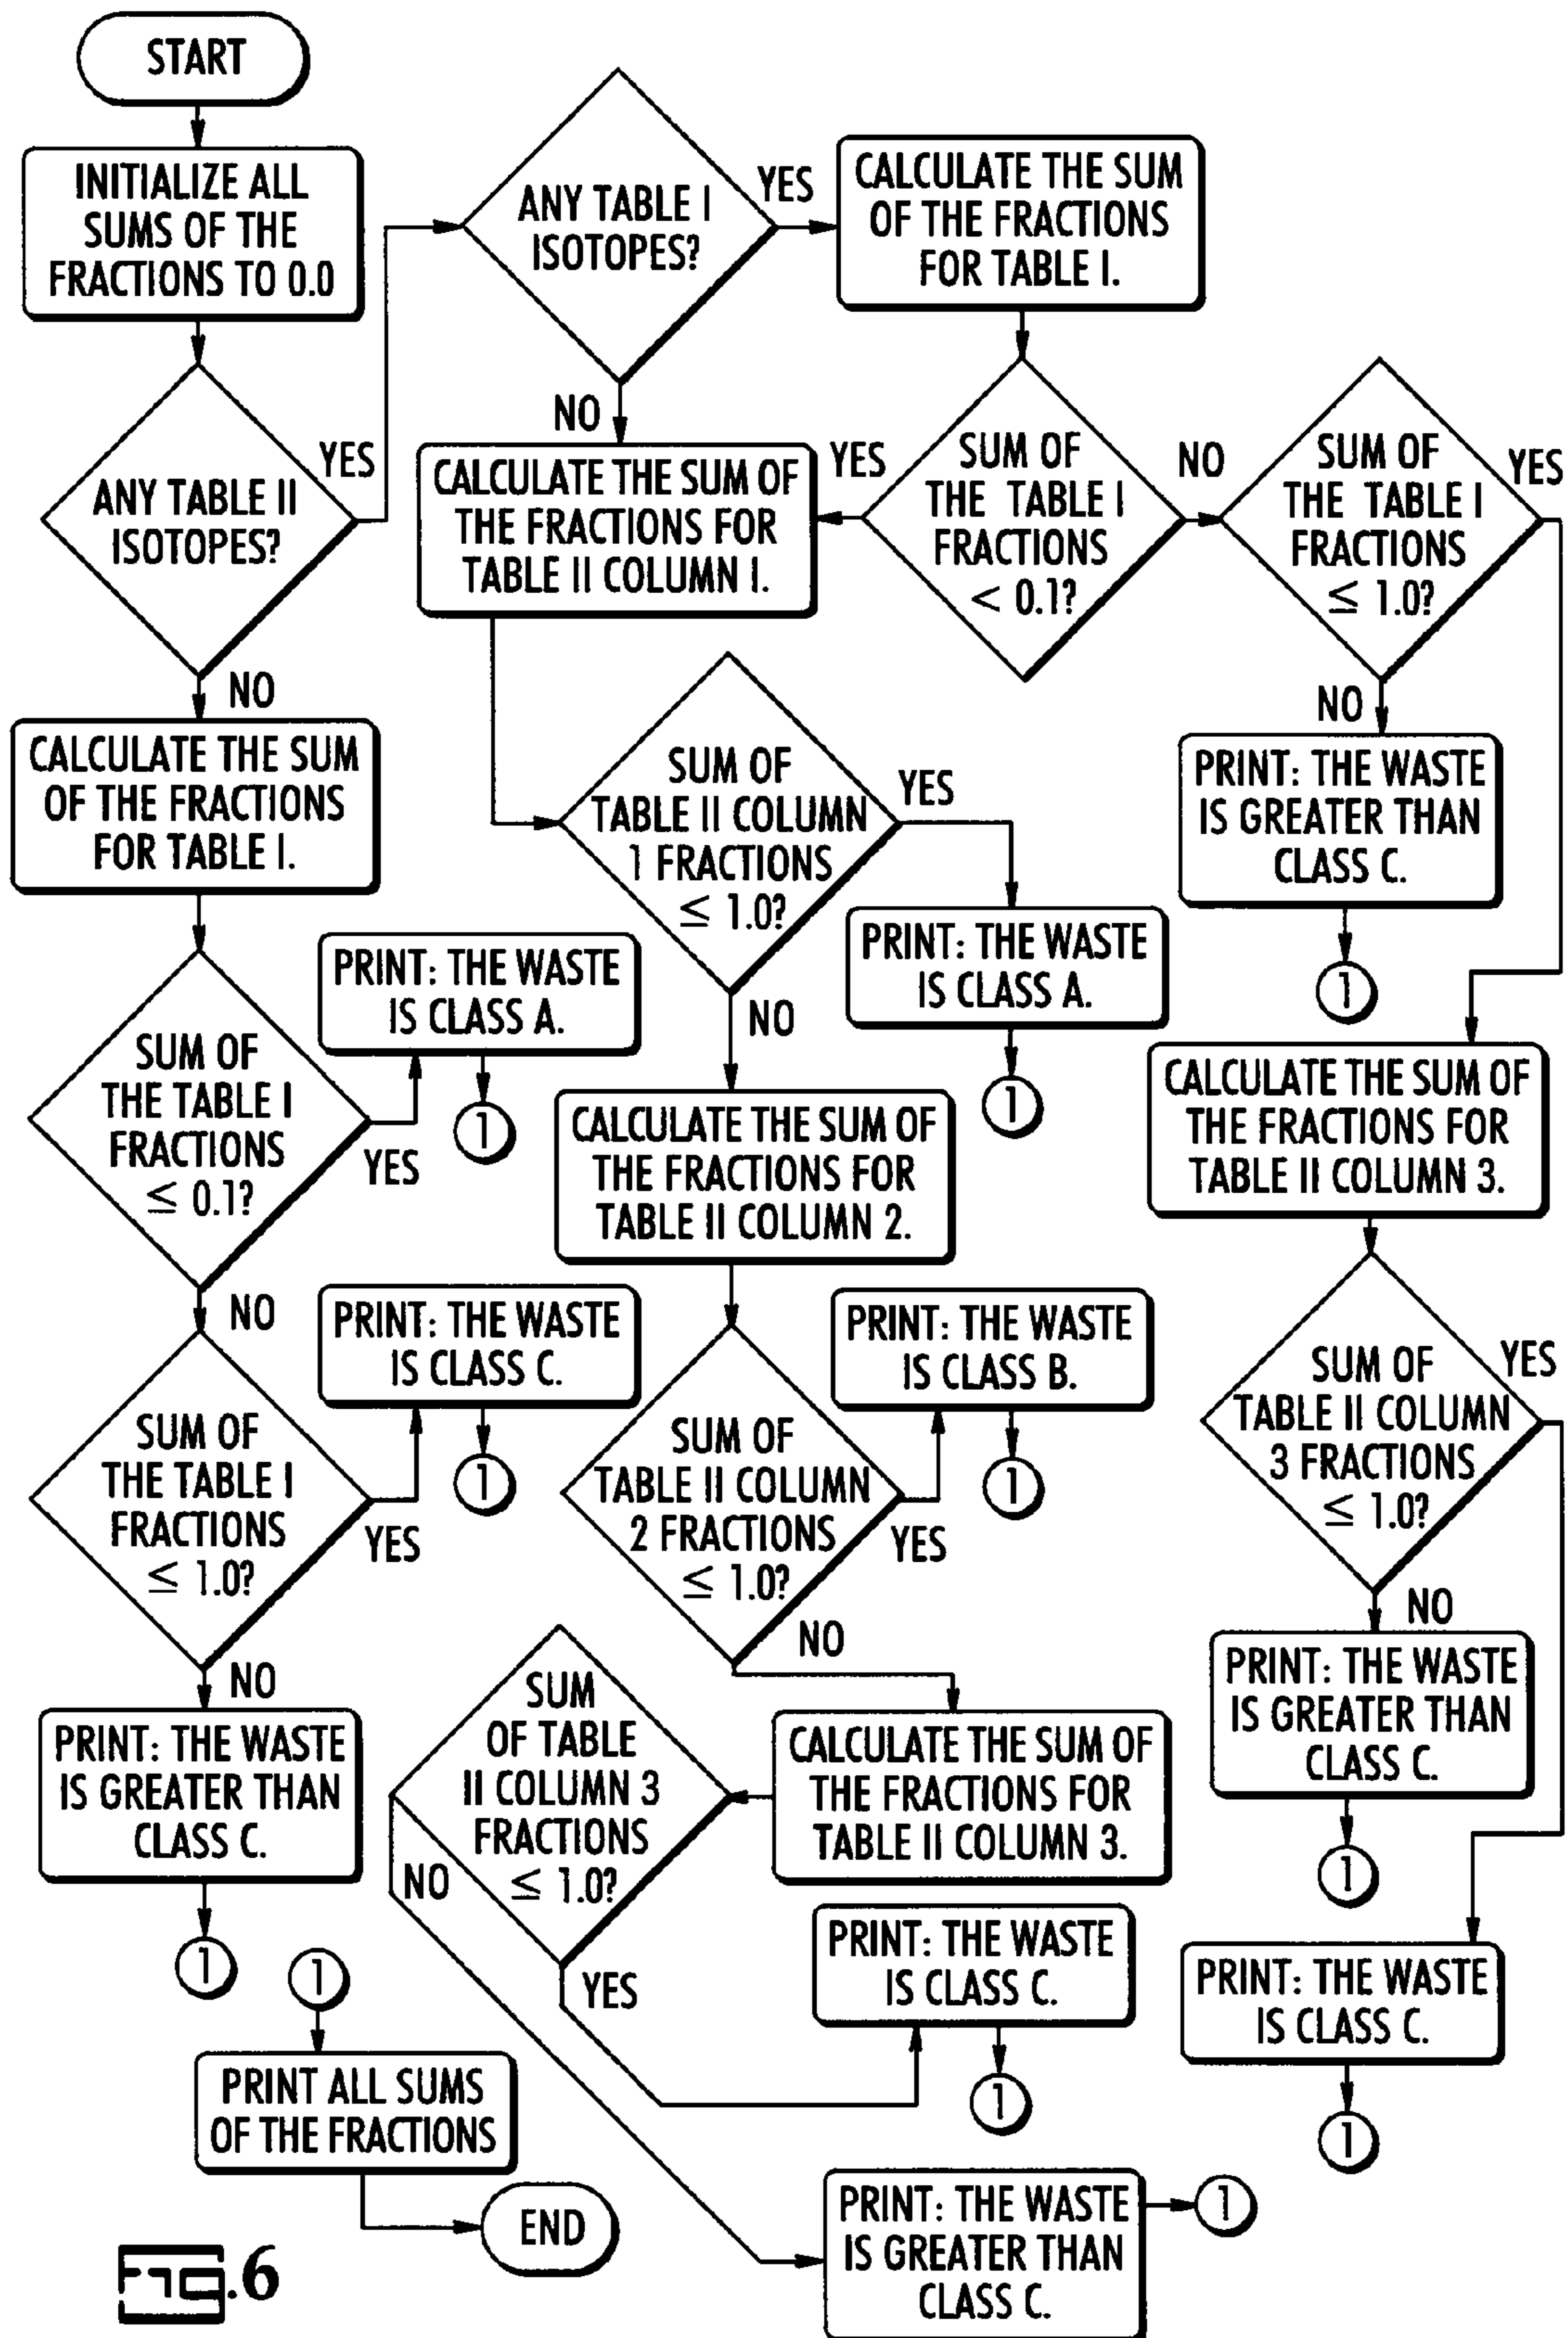 START
INITIALIZE ALL
SUMS OF THE
FRACTIONS TO 0.0
ANY TABLE II
ISOTOPES?
YES
NO
CALCULATE THE SUM
OF THE FRACTIONS
FOR TABLE I.
SUM OF
THE TABLE I
FRACTIONS
≤ 0.1?
YES
PRINT: THE WASTE
IS CLASS A.
1
NO
SUM OF
THE TABLE I
FRACTIONS
≤ 1.0?
YES
PRINT: THE WASTE
IS CLASS C.
1
NO
PRINT: THE WASTE
IS GREATER THAN
CLASS C.
1
1
PRINT ALL SUMS
OF THE FRACTIONS
END
ANY TABLE I
ISOTOPES?
YES
NO
CALCULATE THE SUM
OF THE FRACTIONS
FOR TABLE I.
SUM OF
THE TABLE I
FRACTIONS
< 0.1?
YES
NO
CALCULATE THE SUM OF
THE FRACTIONS FOR
TABLE II COLUMN I.
SUM OF
TABLE II COLUMN
1 FRACTIONS
≤ 1.0?
YES
PRINT: THE WASTE
IS CLASS A.
1
NO
CALCULATE THE SUM OF
THE FRACTIONS FOR
TABLE II COLUMN 2.
SUM OF
TABLE II COLUMN
2 FRACTIONS
≤ 1.0?
YES
PRINT: THE WASTE
IS CLASS B.
1
NO
CALCULATE THE SUM OF
THE FRACTIONS FOR
TABLE II COLUMN 3.
SUM
OF TABLE
II COLUMN 3
FRACTIONS
≤ 1.0?
NO
YES
PRINT: THE WASTE
IS CLASS C.
1
PRINT: THE WASTE
IS GREATER THAN
CLASS C.
1
SUM OF
THE TABLE I
FRACTIONS
≤ 1.0?
YES
NO
PRINT: THE WASTE
IS GREATER THAN
CLASS C.
1
CALCULATE THE SUM OF
THE FRACTIONS FOR
TABLE II COLUMN 3.
SUM OF
TABLE II COLUMN
3 FRACTIONS
≤ 1.0?
YES
NO
PRINT: THE WASTE
IS GREATER THAN
CLASS C.
1
PRINT: THE WASTE
IS CLASS C.
1
FIG.6